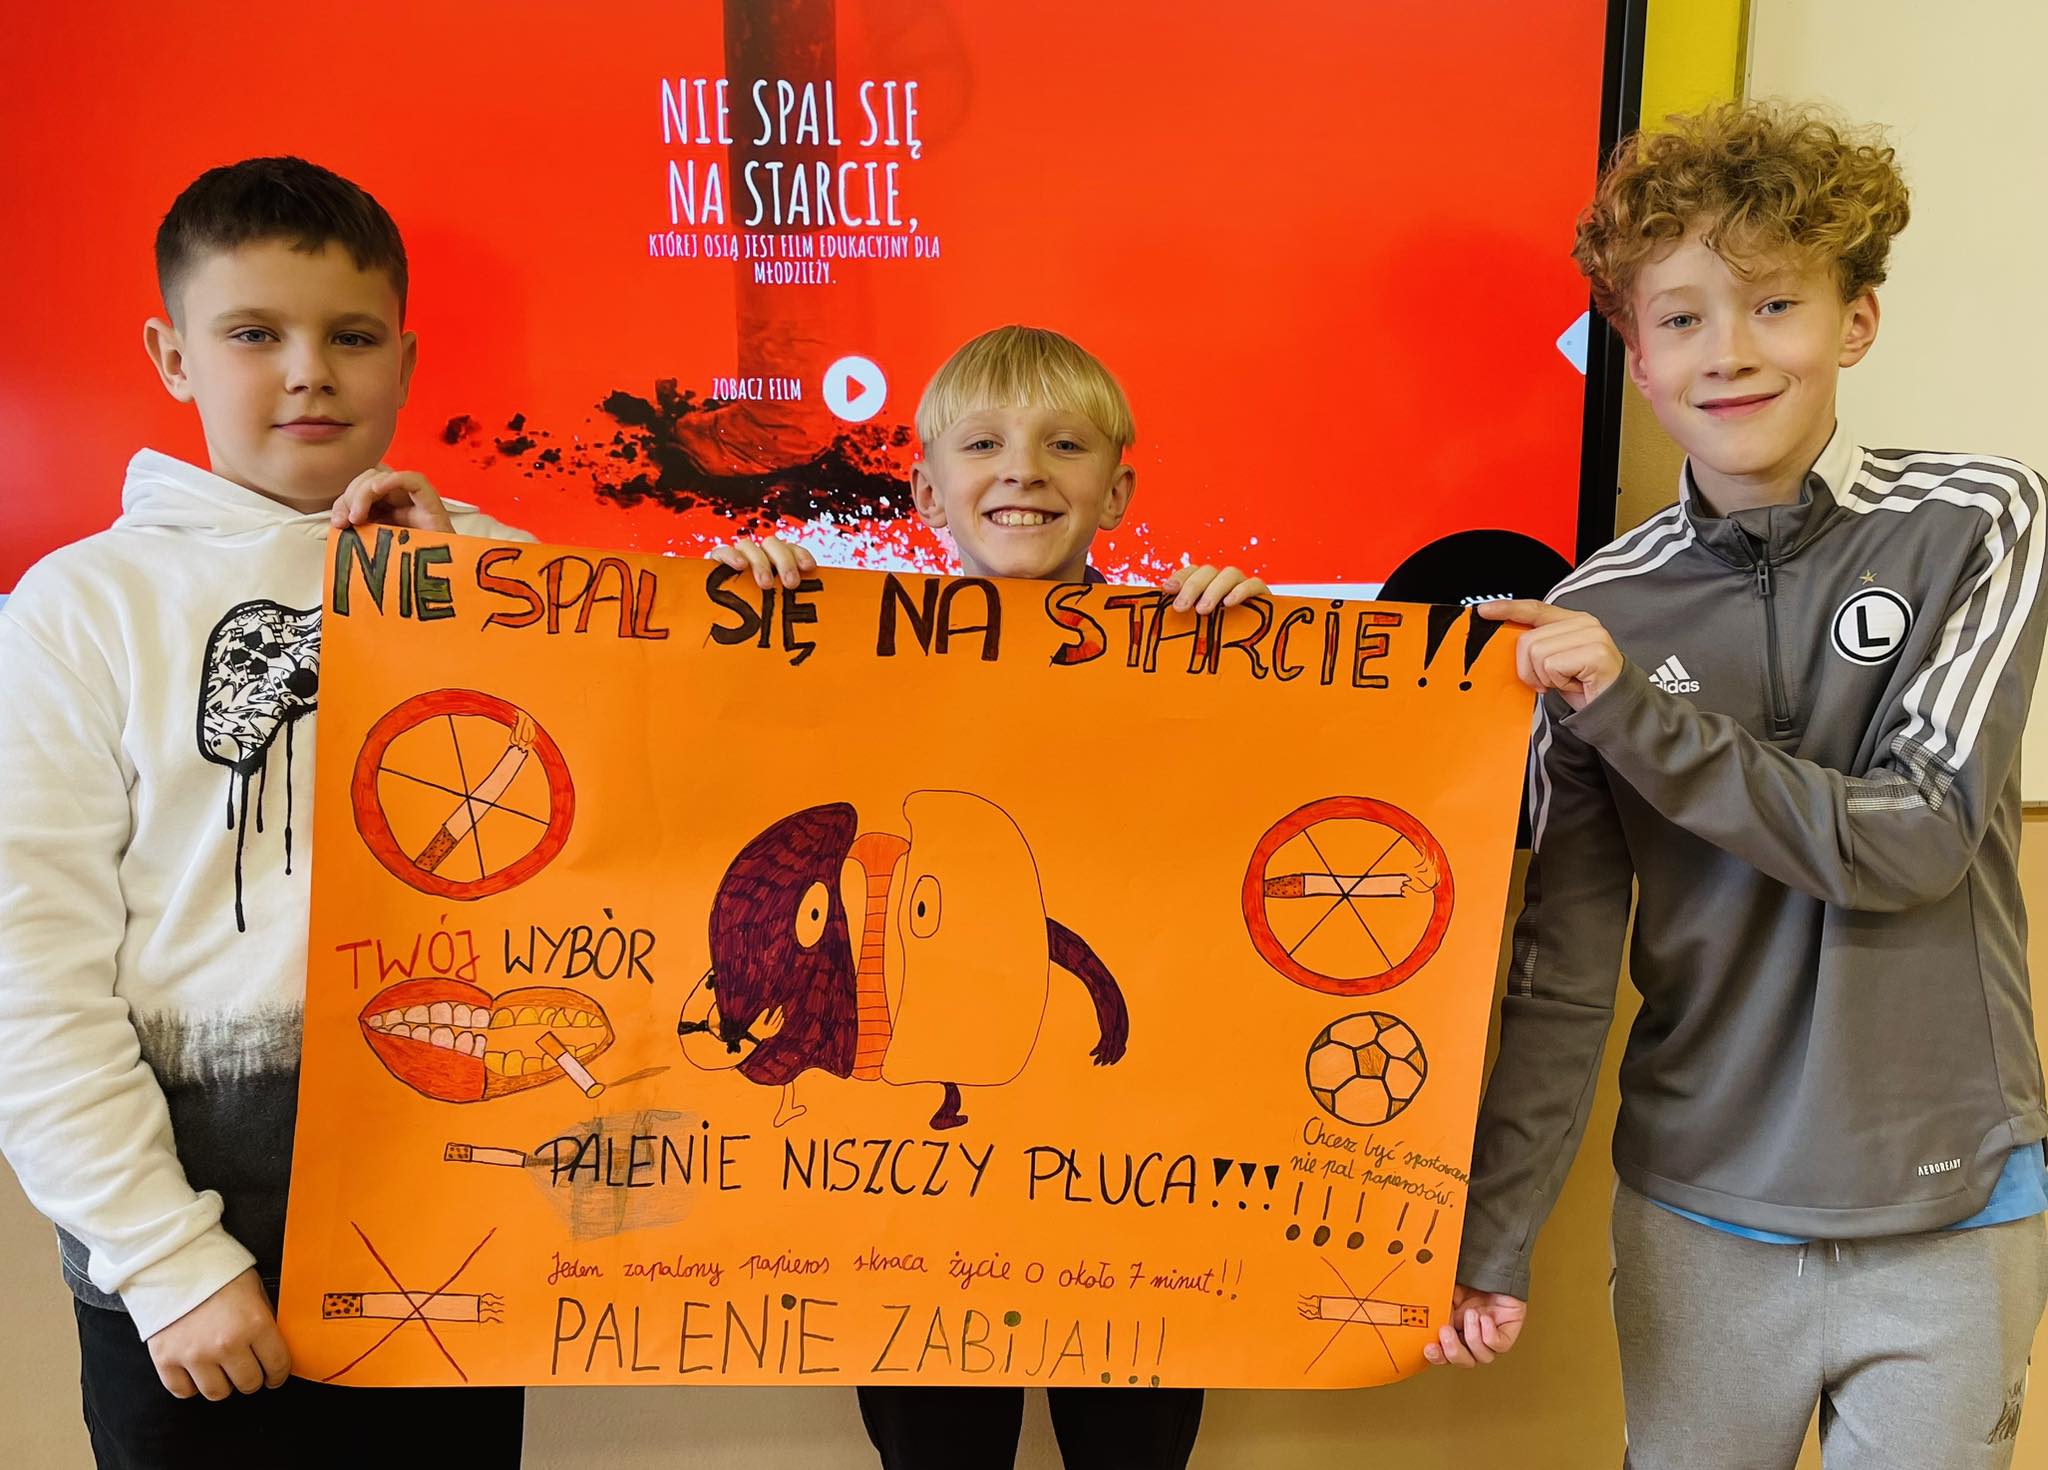 NIE SPAL SIĘ
NA STARCIE,
KTÓREJ OSIĄ JEST FILM EDUKACYJNY DLA
MŁODZIEŻY.
ZOBACZ FILM
NiE SPAL SIĘ NA STARCiE!!
TWÓJ WYBÒR
PALENIE NISZCZY PŁUCA!!!
Chcesz być sportowcem
nie pal papierosów.
!!! !!
Jeden zapalony papieros skraca życie o około 7 minut!!
PALENiE ZABiJA!!!
L
adidas
AEROREADY